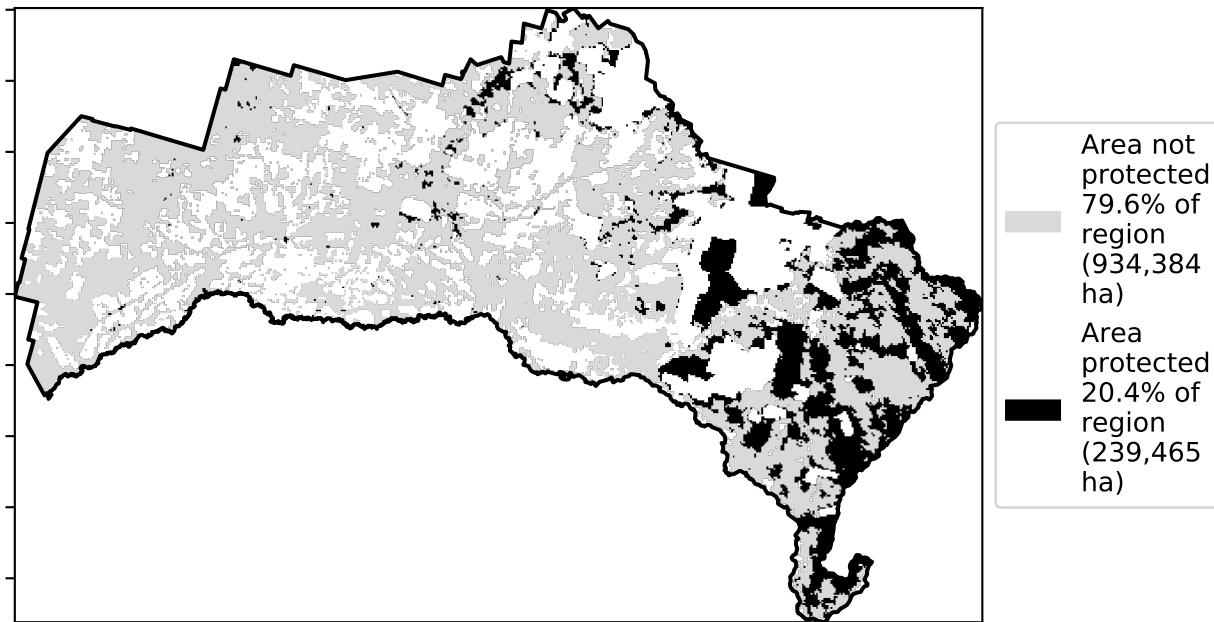 Area not
protected
79.6% of
region
(934,384
ha)
Area
protected
20.4% of
region
(239,465
ha)